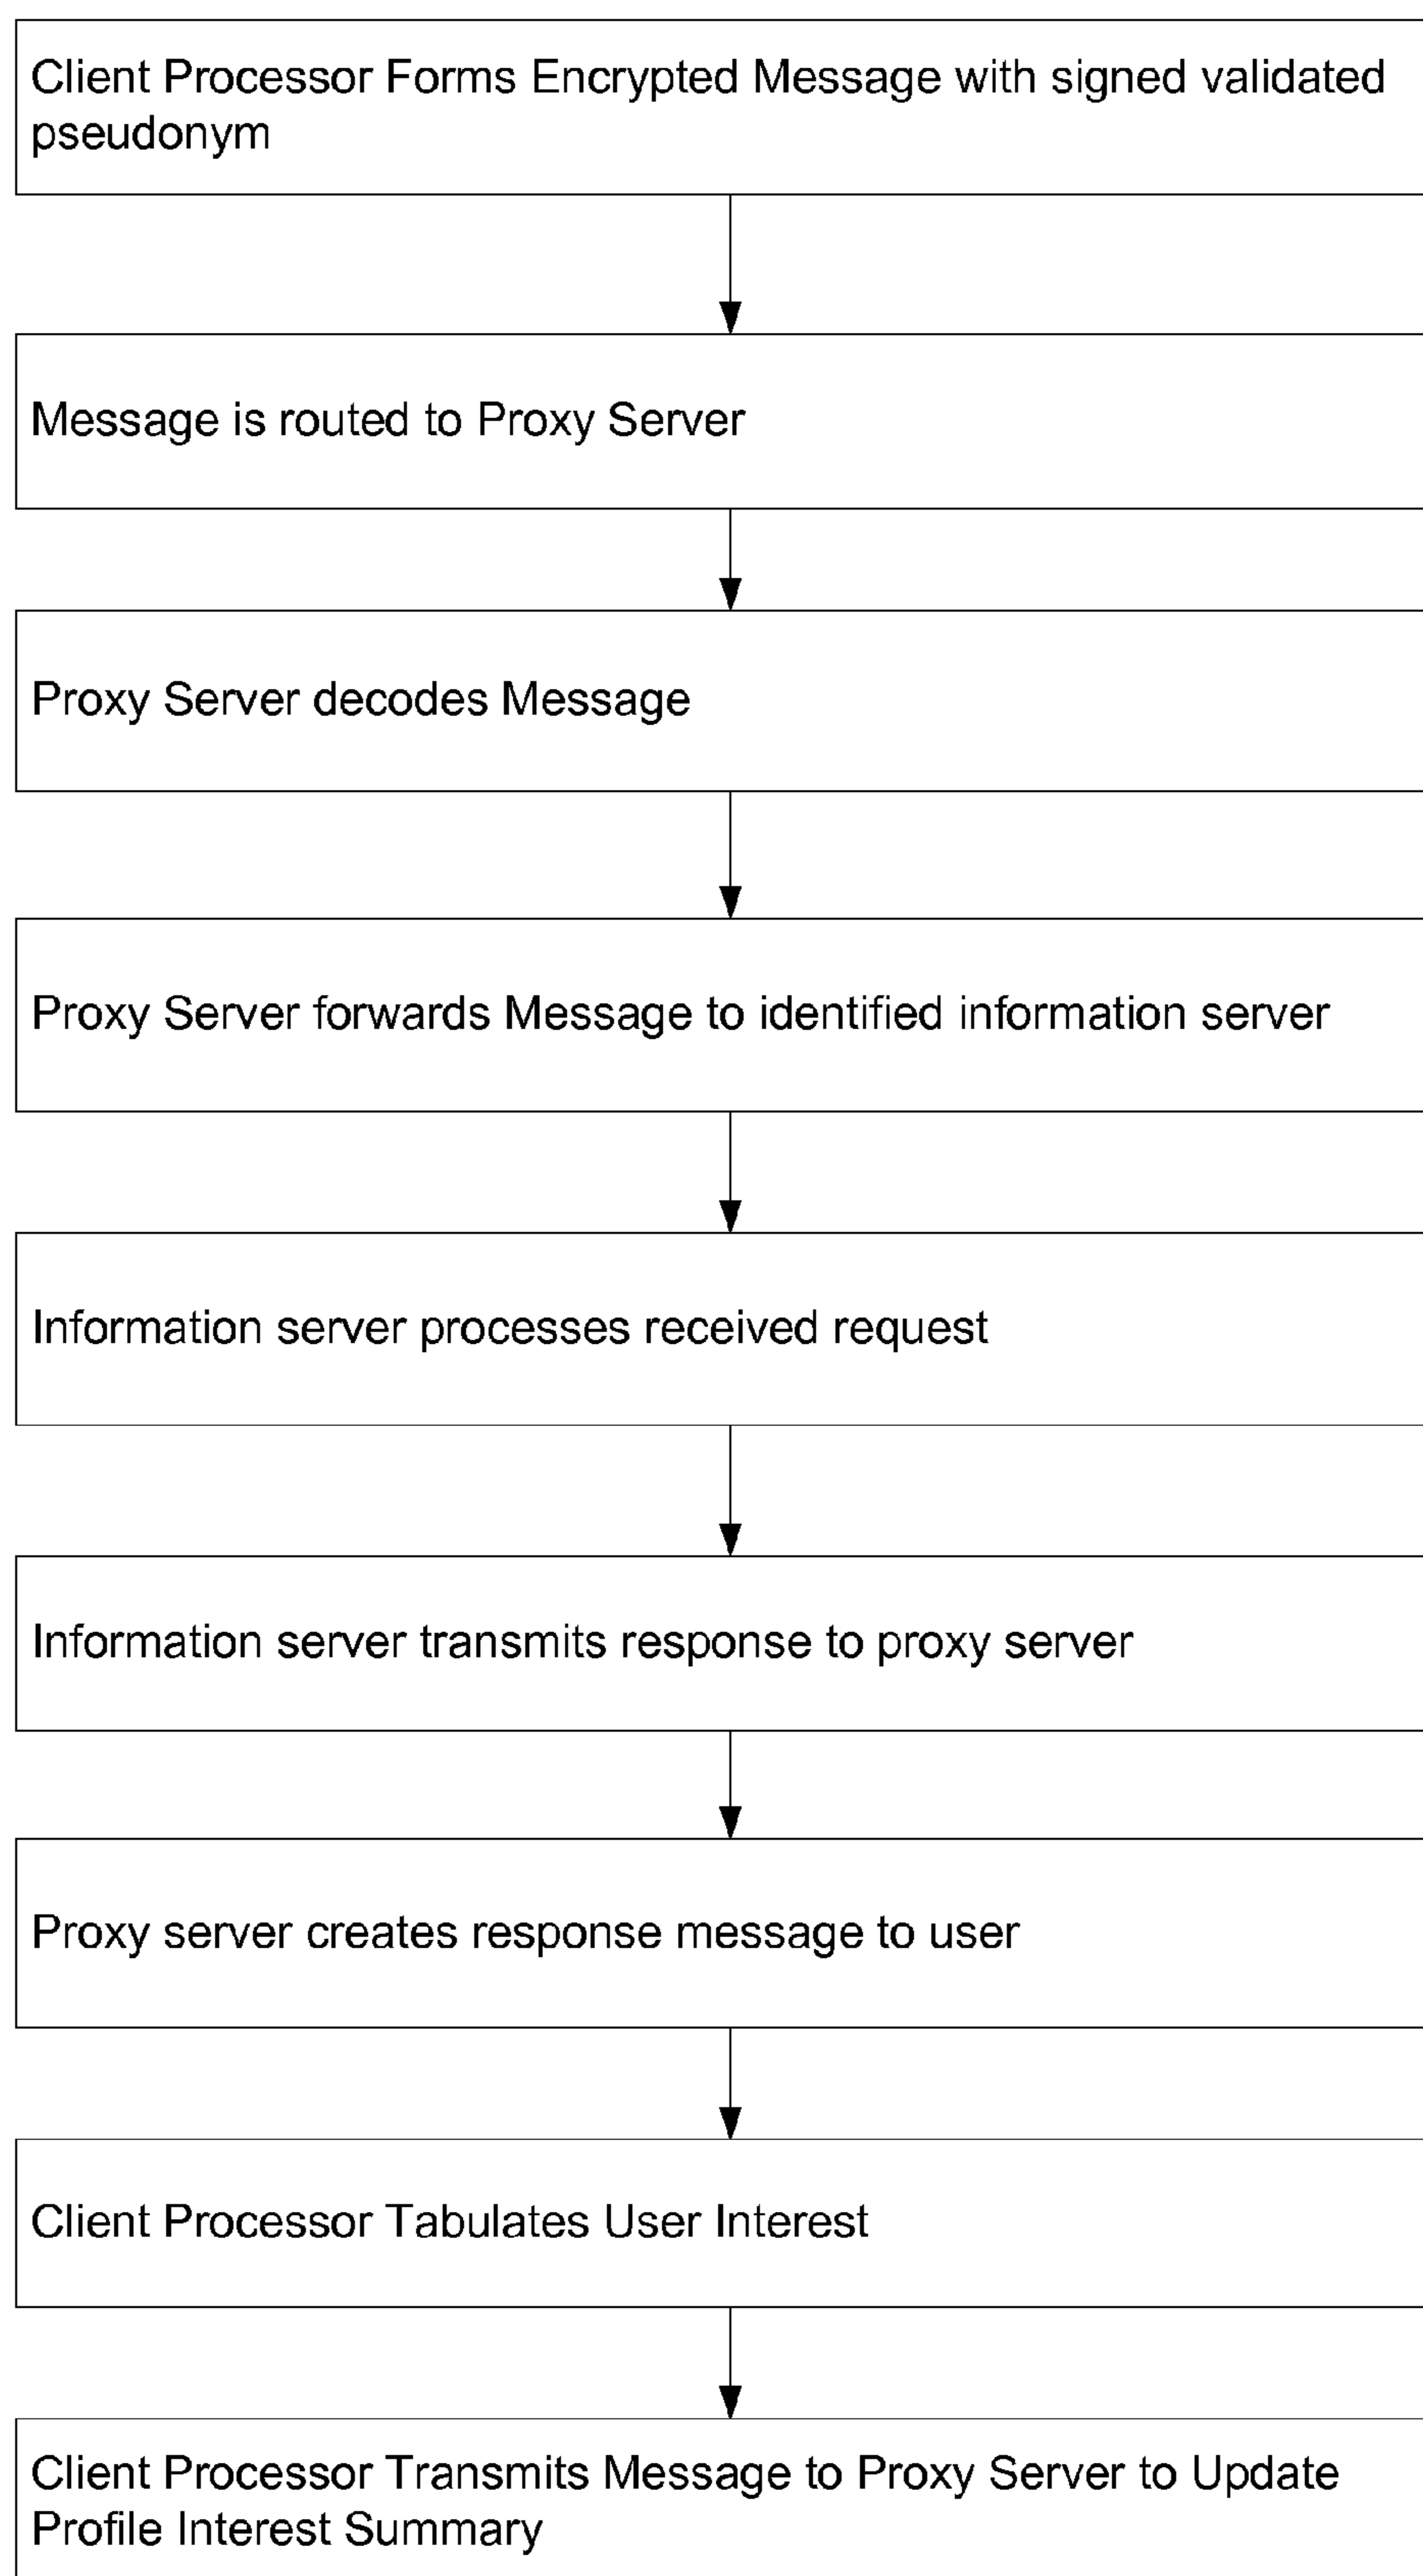 Client Processor Forms Encrypted Message with signed validated
pseudonym
Message is routed to Proxy Server
Proxy Server decodes Message
Proxy Server forwards Message to identified information server
Information server processes received request
Information server transmits response to proxy server
Proxy server creates response message to user
Client Processor Tabulates User Interest
Client Processor Transmits Message to Proxy Server to Update
Profile Interest Summary